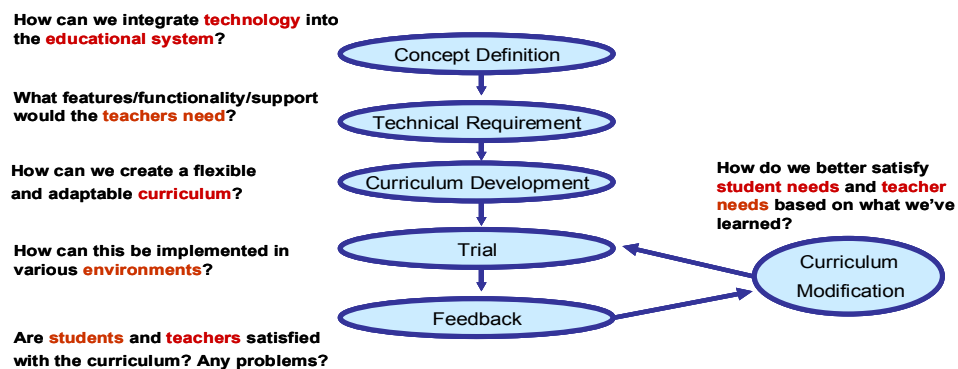 How can we integrate technology into
the educational system?
Concept Definition
What features/functionality/support
would the teachers need?
Technical Requirement
How can we create a flexible
and adaptable curriculum?
Curriculum Development
How do we better satisfy
student needs and teacher
needs based on what we've
learned?
How can this be implemented in
various environments?
Trial
Curriculum
Modification
Are students and teachers satisfied
with the curriculum? Any problems?
Feedback